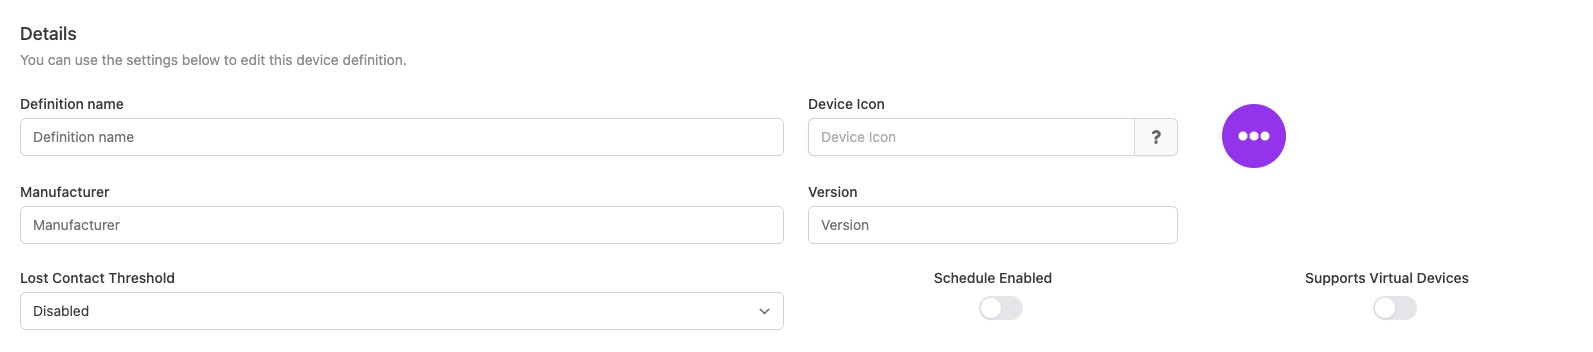 Details
You can use the settings below to edit this device definition.
Definition name
Device Icon
Definition name
Device Icon
?
Manufacturer
Version
Manufacturer
Version
Lost Contact Threshold
Schedule Enabled
Supports Virtual Devices
Disabled